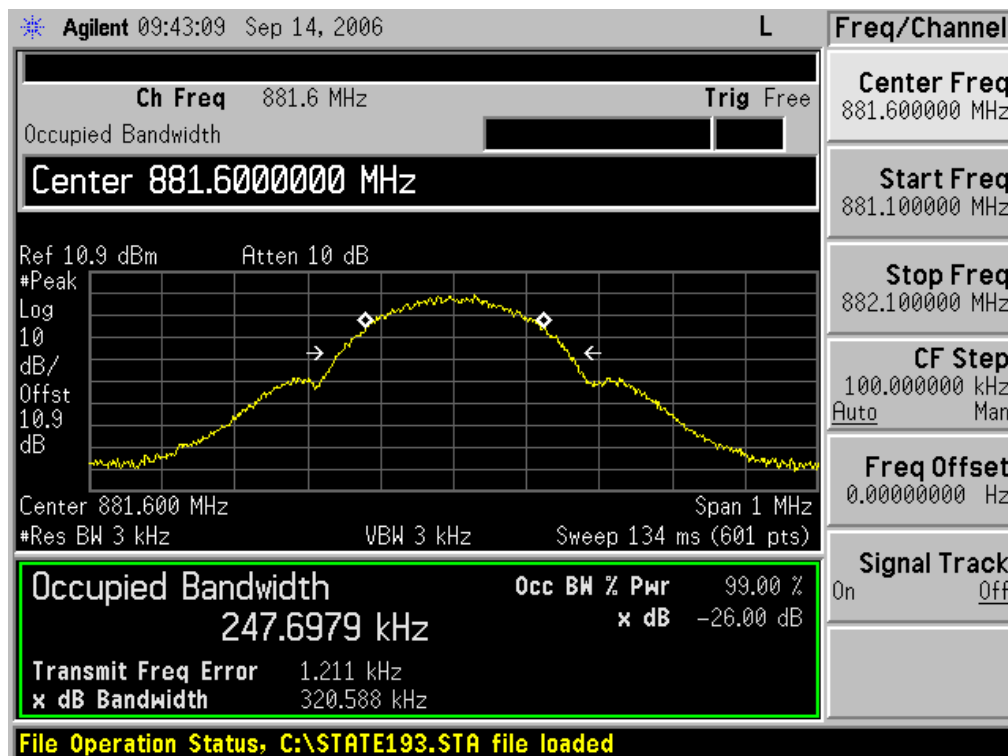 Agilent 09:43:09 Sep 14, 2006 L
Freq/Channel
Ch Freq 881.6 MHz Trig Free
Occupied Bandwidth
Center 881.6000000 MHz
Ref 10.9 dBm Atten 10 dB
#Peak
Log
10
dB/
Offst
10.9
dB
Center 881.600 MHz Span 1 MHz
#Res BW 3 kHz VBW 3 kHz Sweep 134 ms (601 pts)
Occupied Bandwidth
247.6979 kHz
Occ BW % Pwr 99.00 %
x dB -26.00 dB
Transmit Freq Error 1.211 kHz
x dB Bandwidth 320.588 kHz
File Operation Status, C:\STATE193.STA file loaded
Center Freq
881.600000 MHz
Start Freq
881.100000 MHz
Stop Freq
882.100000 MHz
CF Step
100.000000 kHz
Auto Man
Freq Offset
0.00000000 Hz
Signal Track
On Off